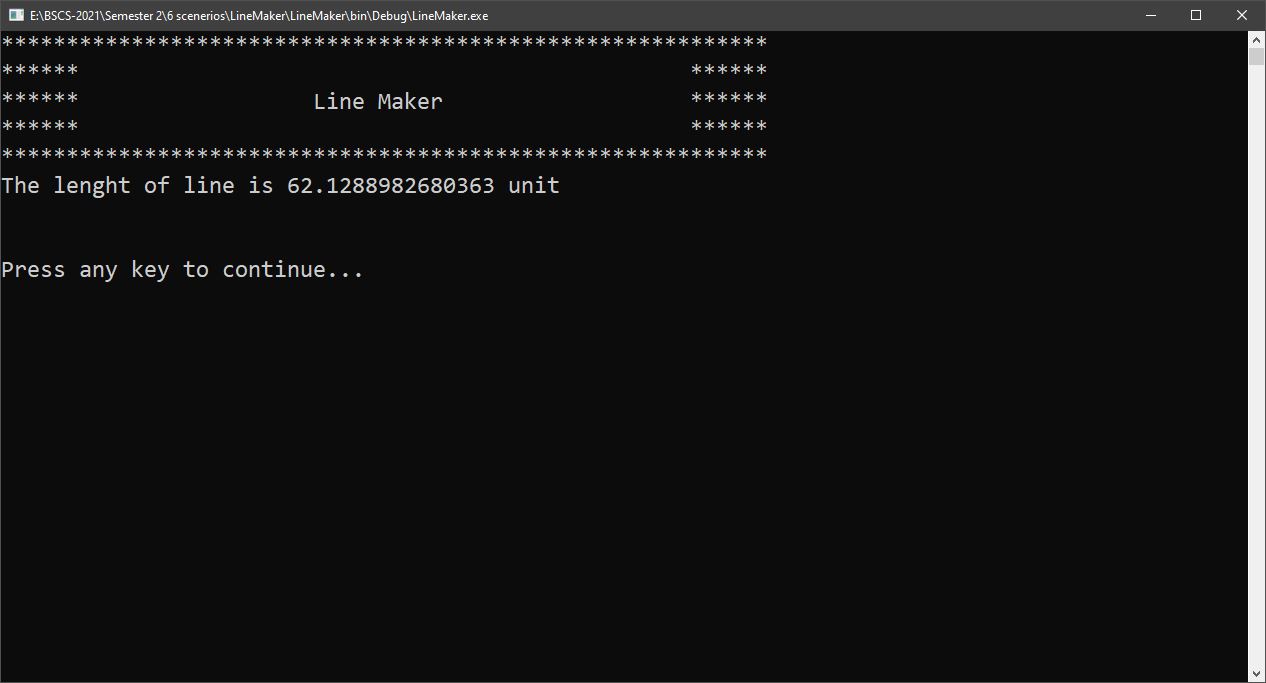 E:\BSCS-2021\Semester 2\6 scenerios\LineMaker\LineMaker\bin\Debug\LineMaker.exe
***********************************************************
****** ******
****** Line Maker ******
****** ******
***********************************************************
The lenght of line is 62.1288982680363 unit
Press any key to continue...